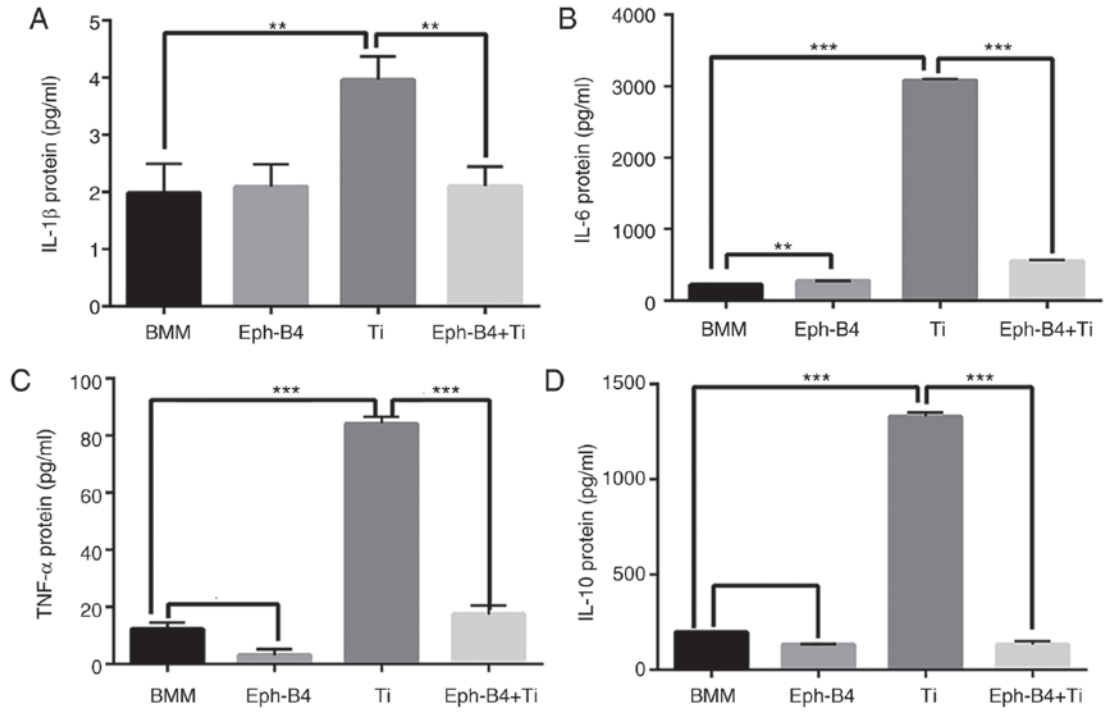 A
IL-1β protein (pg/ml)
5
4
3
2
1
0
**
**
BMM
Eph-B4
Ti
Eph-B4+Ti
B
IL-6 protein (pg/ml)
4000
3000
2000
1000
0
***
***
**
BMM
Eph-B4
Ti
Eph-B4+Ti
C
TNF-α protein (pg/ml)
100
80
60
40
20
0
***
***
BMM
Eph-B4
Ti
Eph-B4+Ti
D
IL-10 protein (pg/ml)
1500
1000
500
0
***
***
BMM
Eph-B4
Ti
Eph-B4+Ti